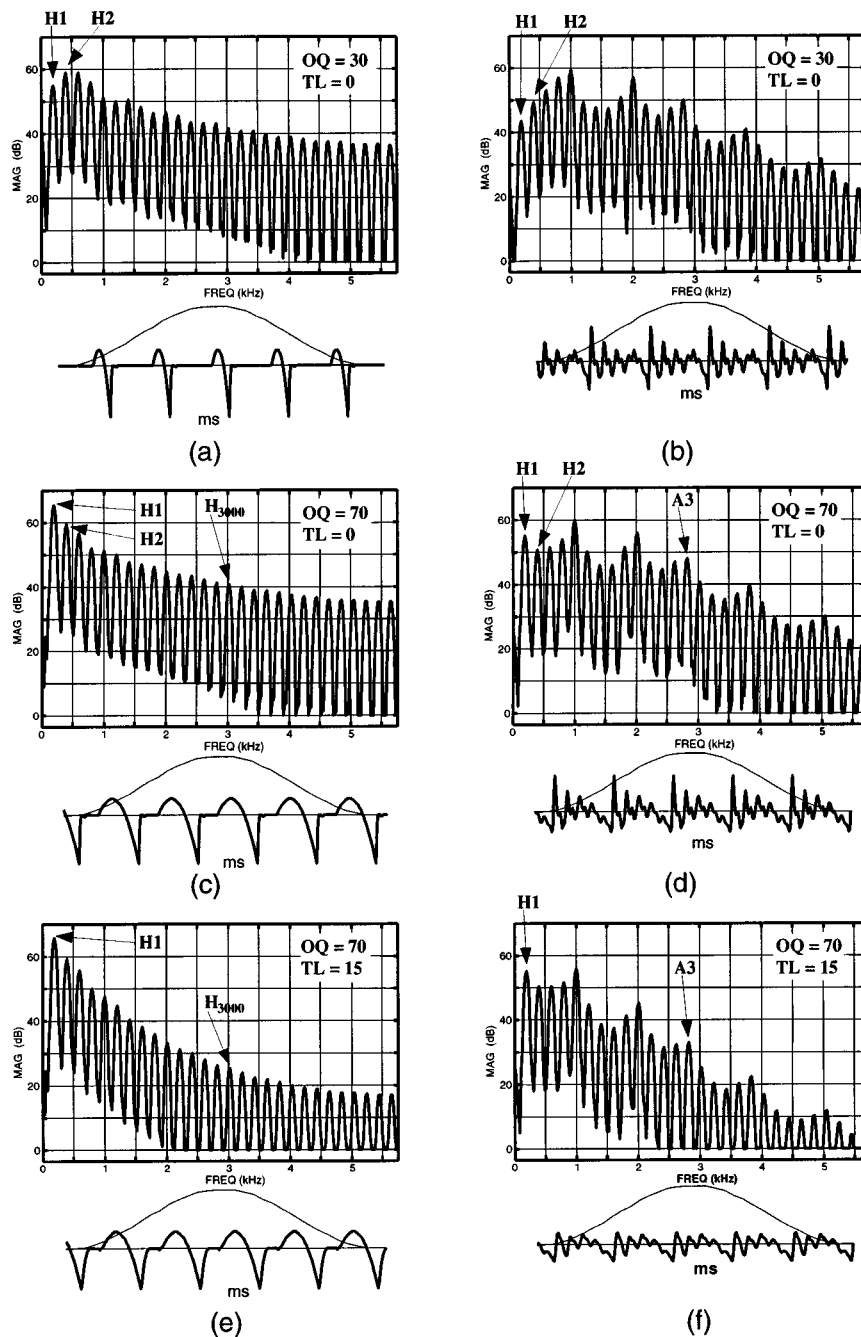 H1 H2
OQ = 30
TL = 0
60
40
20
0
MAG (dB)
0 1 2 3 4 5
FREQ (kHz)
ms
(a)
H1 H2
OQ = 30
TL = 0
60
40
20
0
MAG (dB)
0 1 2 3 4 5
FREQ (kHz)
ms
(b)
H1
H2
H3000
OQ = 70
TL = 0
60
40
20
0
MAG (dB)
0 1 2 3 4 5
FREQ (kHz)
ms
(c)
H1 H2
A3
OQ = 70
TL = 0
60
40
20
0
MAG (dB)
0 1 2 3 4 5
FREQ (kHz)
ms
(d)
H1
H3000
OQ = 70
TL = 15
60
40
20
0
MAG (dB)
0 1 2 3 4 5
FREQ (kHz)
ms
(e)
H1
A3
OQ = 70
TL = 15
60
40
20
0
MAG (dB)
0 1 2 3 4 5
FREQ (kHz)
ms
(f)